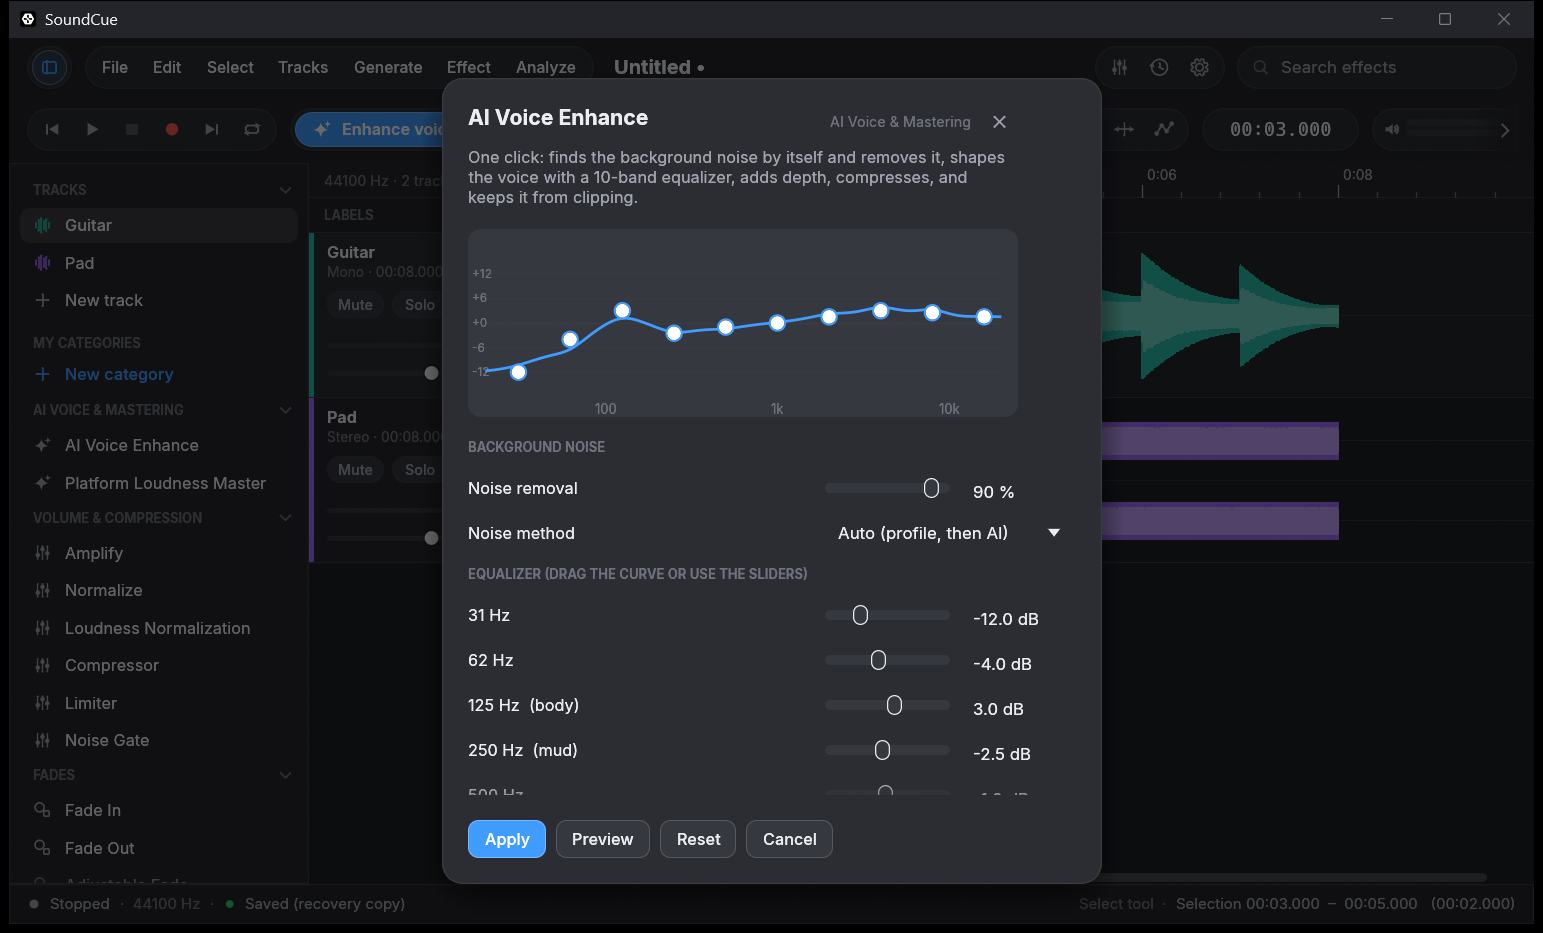 SoundCue
File Edit Select Tracks Generate Effect Analyze Untitled •
Search effects
Enhance
00:03.000
TRACKS
Guitar
Pad
New track
MY CATEGORIES
New category
AI VOICE & MASTERING
AI Voice Enhance
Platform Loudness Master
VOLUME & COMPRESSION
Amplify
Normalize
Loudness Normalization
Compressor
Limiter
Noise Gate
FADES
Fade In
Fade Out
44100 Hz · 2
LABELS
Guitar
Mono · 00:08.000
Mute Solo
Pad
Stereo · 00:08.00
Mute Solo
0:06 0:08
AI Voice Enhance
AI Voice & Mastering
One click: finds the background noise by itself and removes it, shapes
the voice with a 10-band equalizer, adds depth, compresses, and
keeps it from clipping.
+12
+6
+0
-6
-12
100 1k 10k
BACKGROUND NOISE
Noise removal 90 %
Noise method Auto (profile, then AI)
EQUALIZER (DRAG THE CURVE OR USE THE SLIDERS)
31 Hz -12.0 dB
62 Hz -4.0 dB
125 Hz (body) 3.0 dB
250 Hz (mud) -2.5 dB
500 Hz
Apply Preview Reset Cancel
Stopped · 44100 Hz · Saved (recovery copy)
Select tool · Selection 00:03.000 – 00:05.000 (00:02.000)